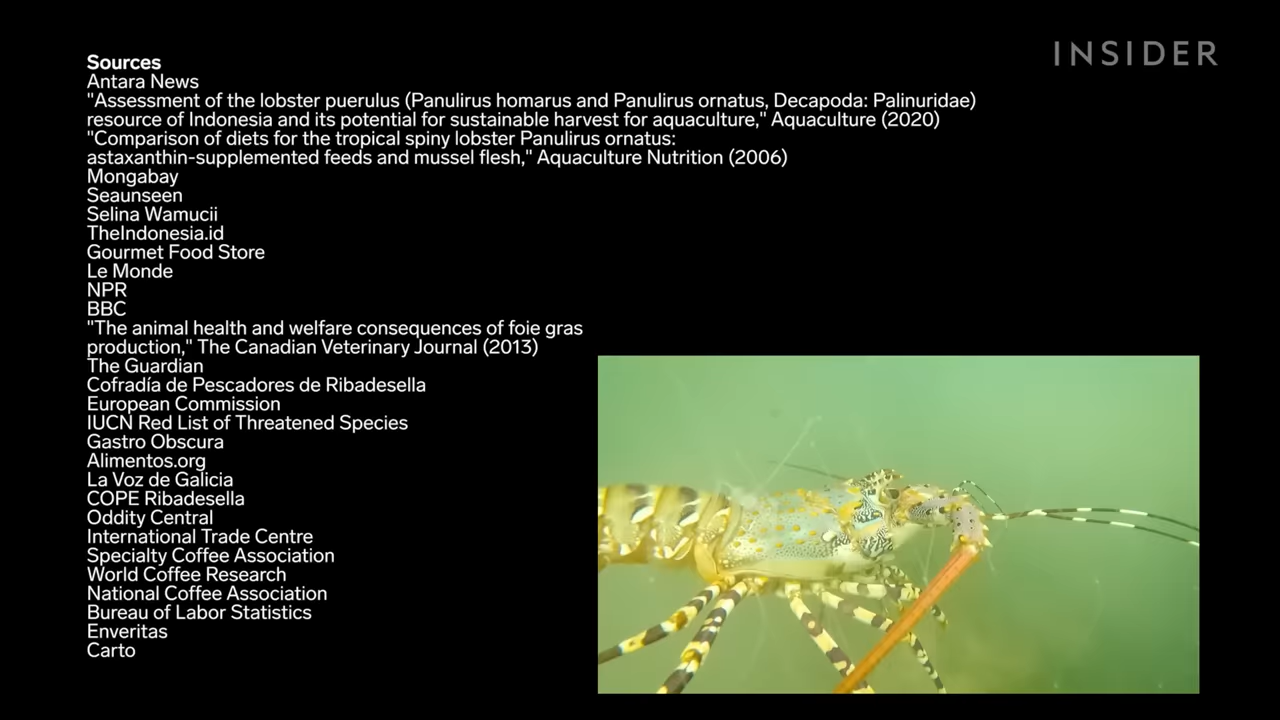 INSIDER
Sources
Antara News
"Assessment of the lobster puerulus (Panulirus homarus and Panulirus ornatus, Decapoda: Palinuridae)
resource of Indonesia and its potential for sustainable harvest for aquaculture," Aquaculture (2020)
"Comparison of diets for the tropical spiny lobster Panulirus ornatus:
astaxanthin-supplemented feeds and mussel flesh," Aquaculture Nutrition (2006)
Mongabay
Seaunseen
Selina Wamucii
TheIndonesia.id
Gourmet Food Store
Le Monde
NPR
BBC
"The animal health and welfare consequences of foie gras
production," The Canadian Veterinary Journal (2013)
The Guardian
Cofradía de Pescadores de Ribadesella
European Commission
IUCN Red List of Threatened Species
Gastro Obscura
Alimentos.org
La Voz de Galicia
COPE Ribadesella
Oddity Central
International Trade Centre
Specialty Coffee Association
World Coffee Research
National Coffee Association
Bureau of Labor Statistics
Enveritas
Carto